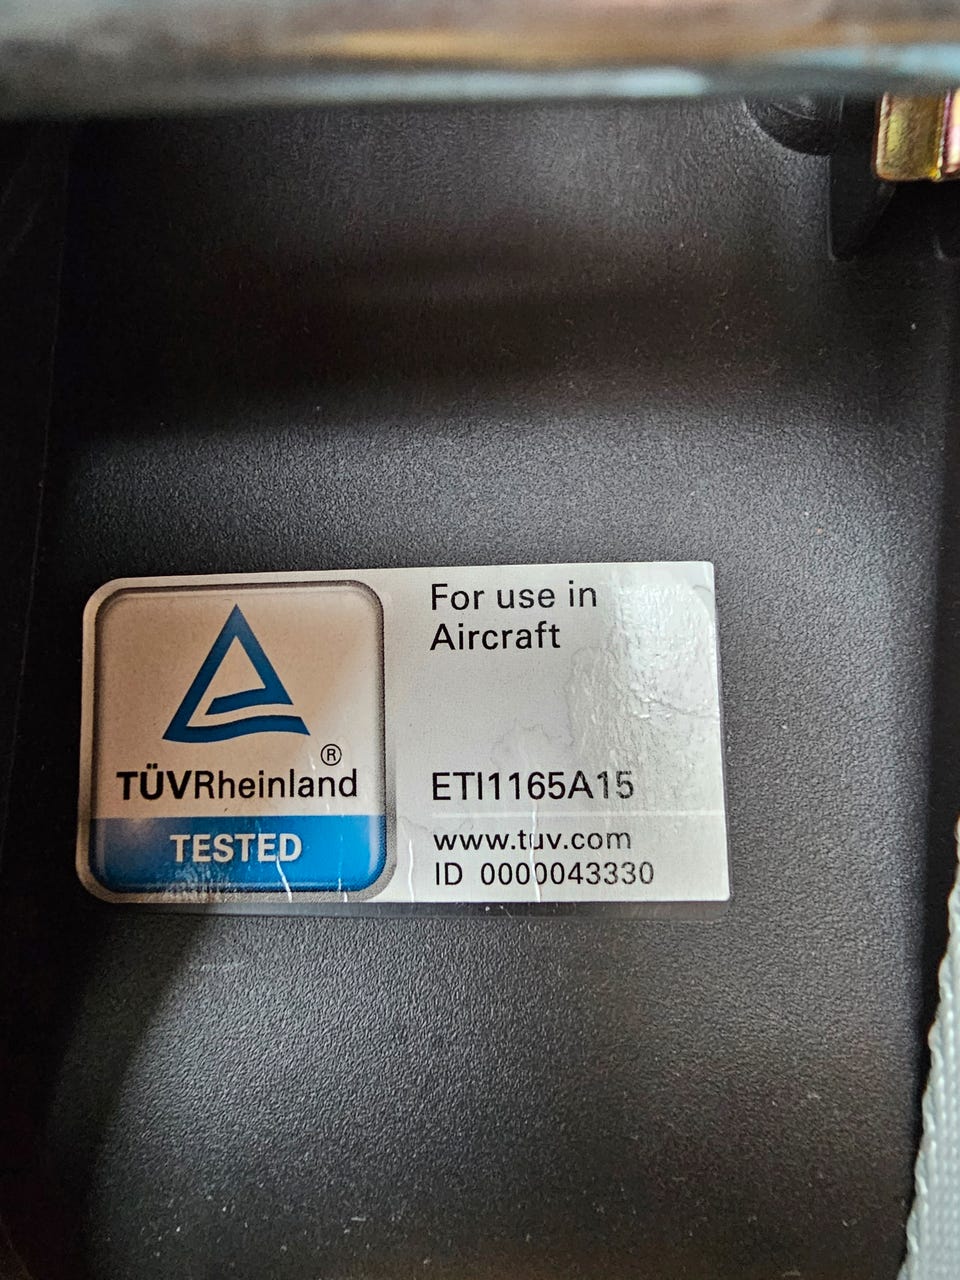 TÜVRheinland®
TESTED
For use in
Aircraft
ETI1165A15
www.tuv.com
ID 0000043330